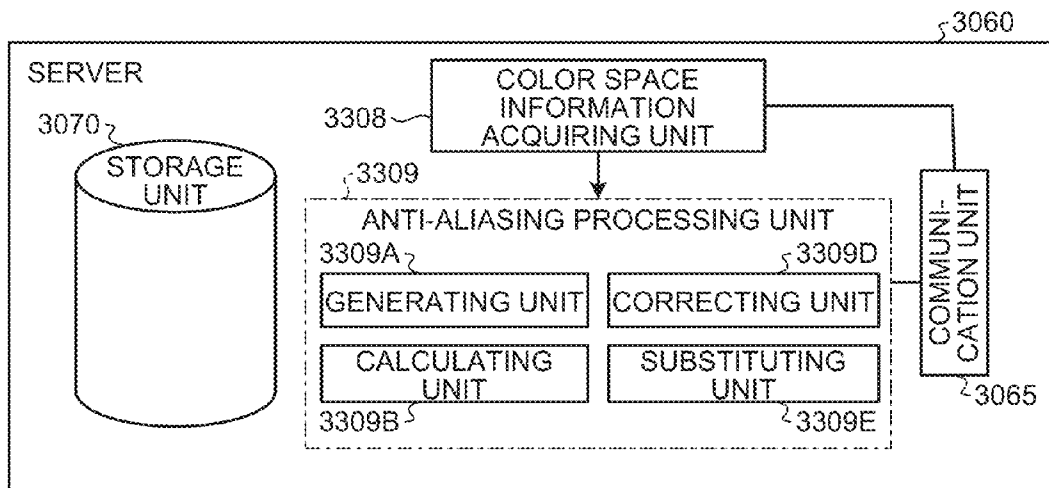 3060
SERVER
3070
STORAGE
UNIT
3308
COLOR SPACE
INFORMATION
ACQUIRING UNIT
3309
ANTI-ALIASING PROCESSING UNIT
3309A
GENERATING UNIT
3309D
CORRECTING UNIT
CALCULATING
UNIT
3309B
SUBSTITUTING
UNIT
3309E
COMMUNI-
CATION UNIT
3065